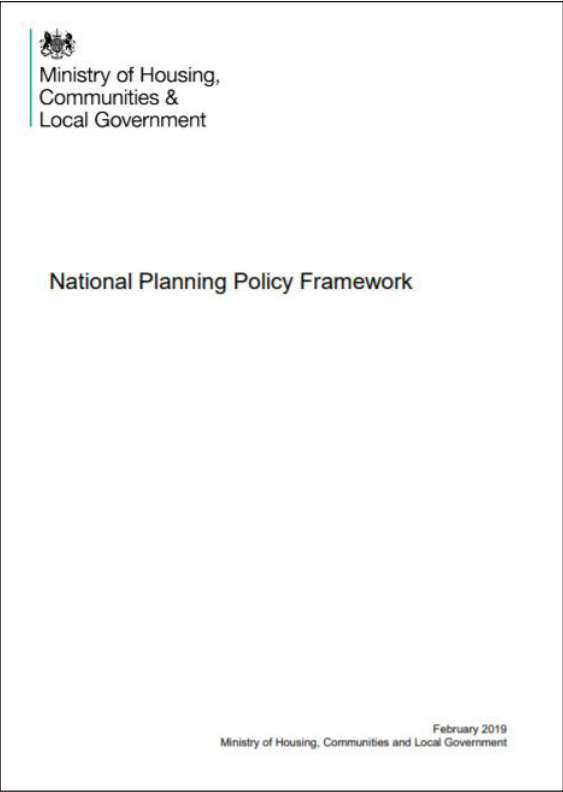 Ministry of Housing,
Communities &
Local Government
National Planning Policy Framework
February 2019
Ministry of Housing, Communities and Local Government